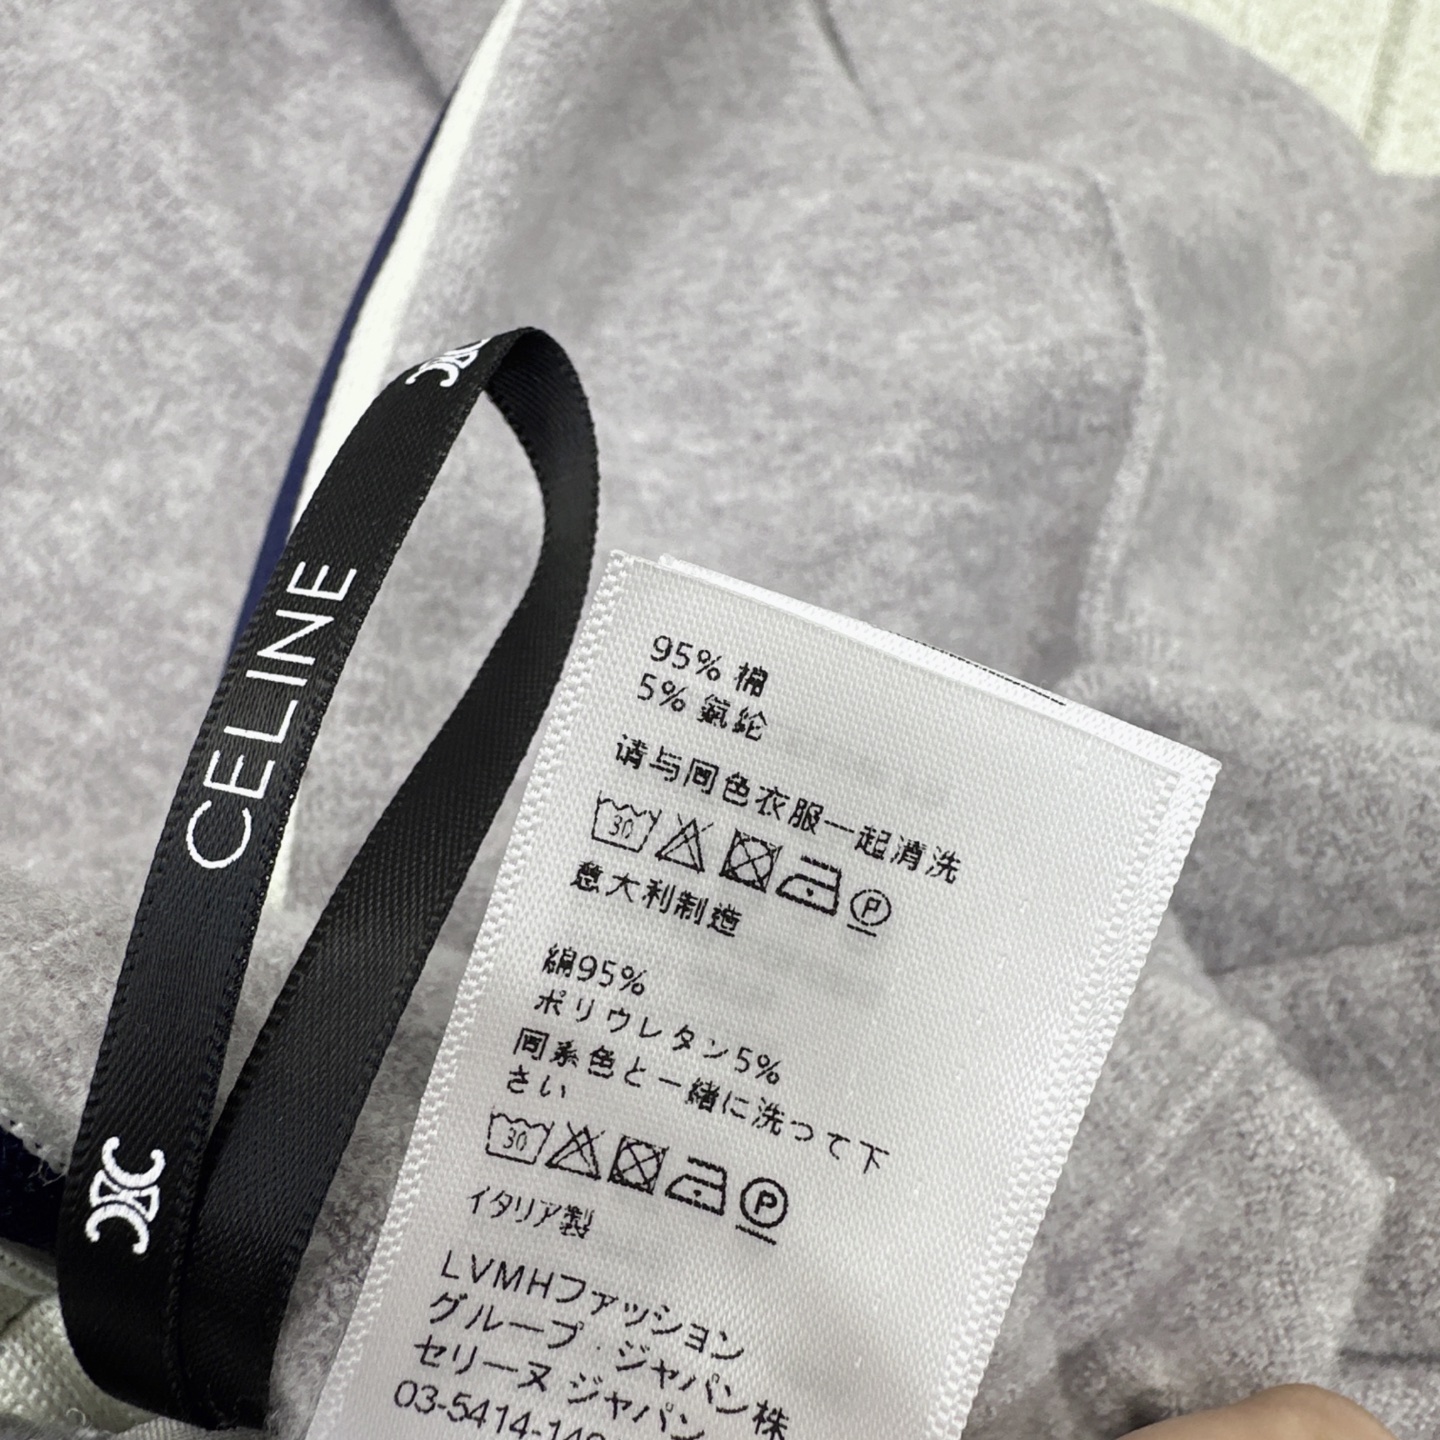 CELINE
95% 棉
5% 氨纶
请与同色衣服一起清洗
30
P
意大利制造
綿95%
ポリウレタン5%
同系色と一緒に洗って下
さい
30
P
イタリア製
LVMHファッション
グループ・ジャパン株
セリーヌ ジャパン
03-5414-